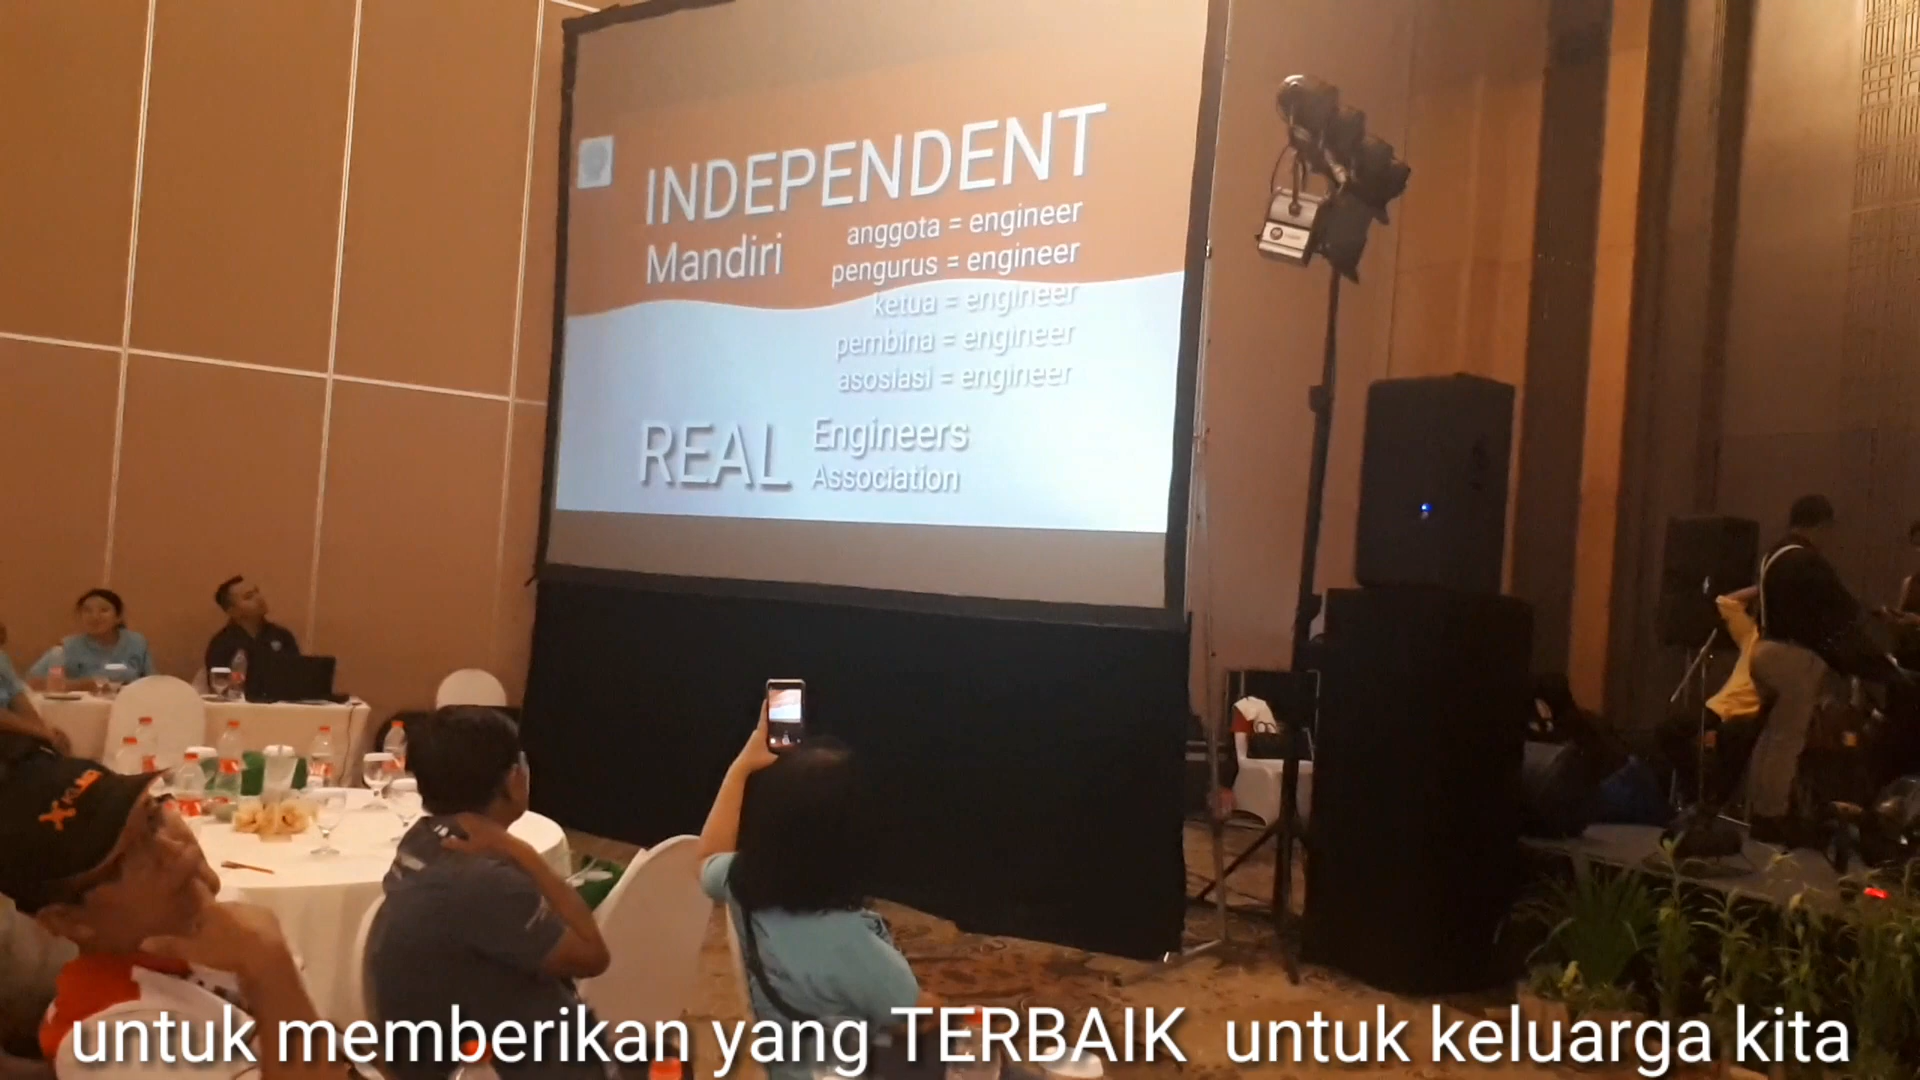 INDEPENDENT
Mandiri
anggota = engineer
pengurus = engineer
ketua = engineer
pembina = engineer
asosiasi = engineer
REAL Engineers
Association
untuk memberikan yang TERBAIK untuk keluarga kita